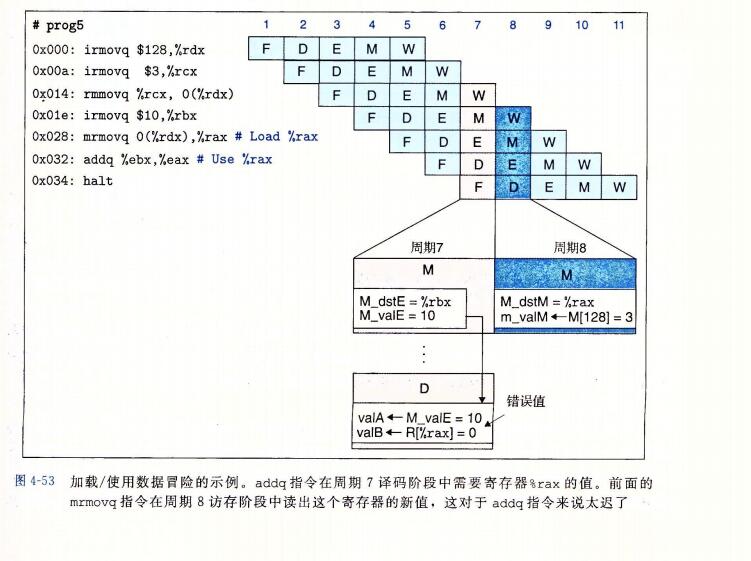 # prog5 1 2 3 4 5 6 7 8 9 10 11
0x000: irmovq $128,%rdx F D E M W
0x00a: irmovq $3,%rcx F D E M W
0x014: rmmovq %rcx, 0(%rdx) F D E M W
0x01e: irmovq $10,%rbx F D E M W
0x028: mrmovq 0(%rdx),%rax # Load %rax F D E M W
0x032: addq %ebx,%eax # Use %rax F D E M W
0x034: halt F D E M W
周期7 周期8
M M
M_dstE = %rbx M_dstM = %rax
M_valE = 10 m_valM ← M[128] = 3
⋮
D
错误值
valA ← M_valE = 10
valB ← R[%rax] = 0
图 4-53 加载/使用数据冒险的示例。addq 指令在周期 7 译码阶段中需要寄存器%rax 的值。前面的
mrmovq 指令在周期 8 访存阶段中读出这个寄存器的新值，这对于 addq 指令来说太迟了